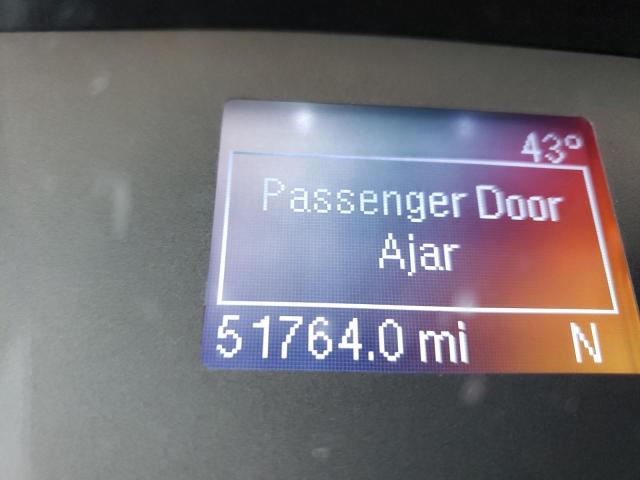 43°
Passenger Door
Ajar
51764.0 mi N